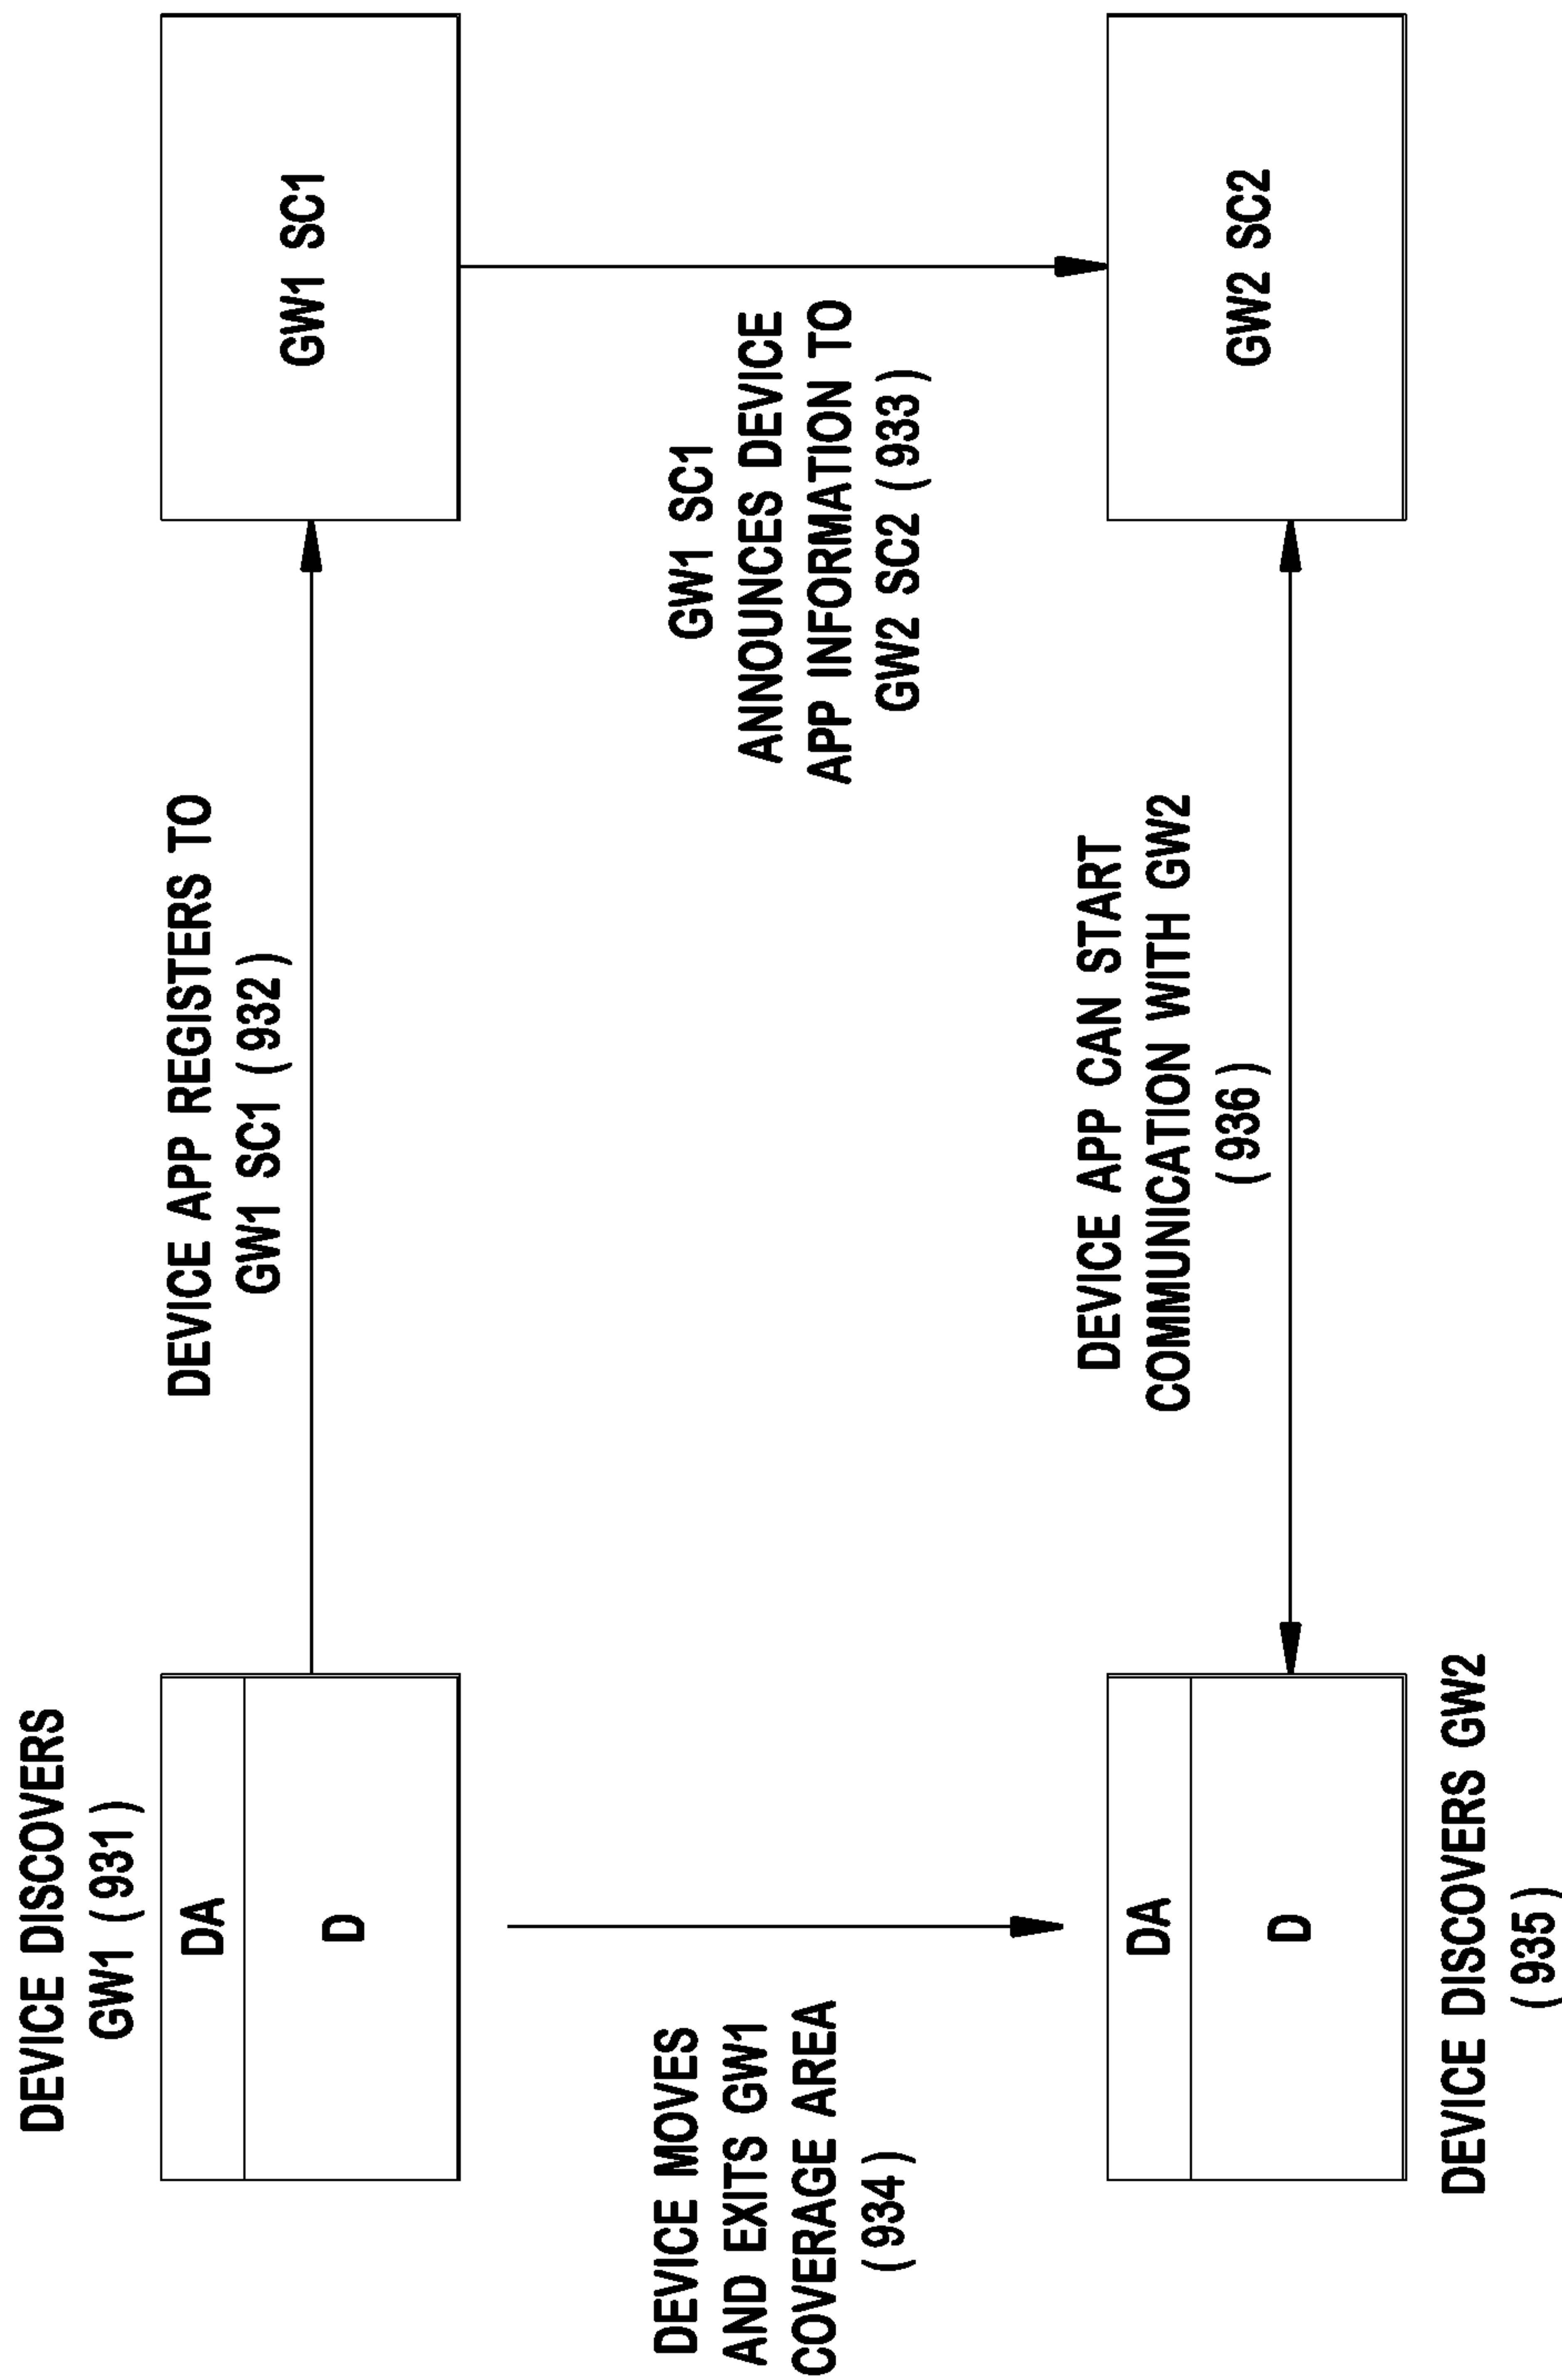 DEVICE DISCOVERS
GW1 (931)
DA
D
DEVICE APP REGISTERS TO
GW1 SC1 (932)
GW1 SC1
DEVICE MOVES
AND EXITS GW1
COVERAGE AREA
(934)
GW1 SC1
ANNOUNCES DEVICE
APP INFORMATION TO
GW2 SC2 (933)
DA
D
DEVICE APP CAN START
COMMUNICATION WITH GW2
(936)
GW2 SC2
DEVICE DISCOVERS GW2
(935)